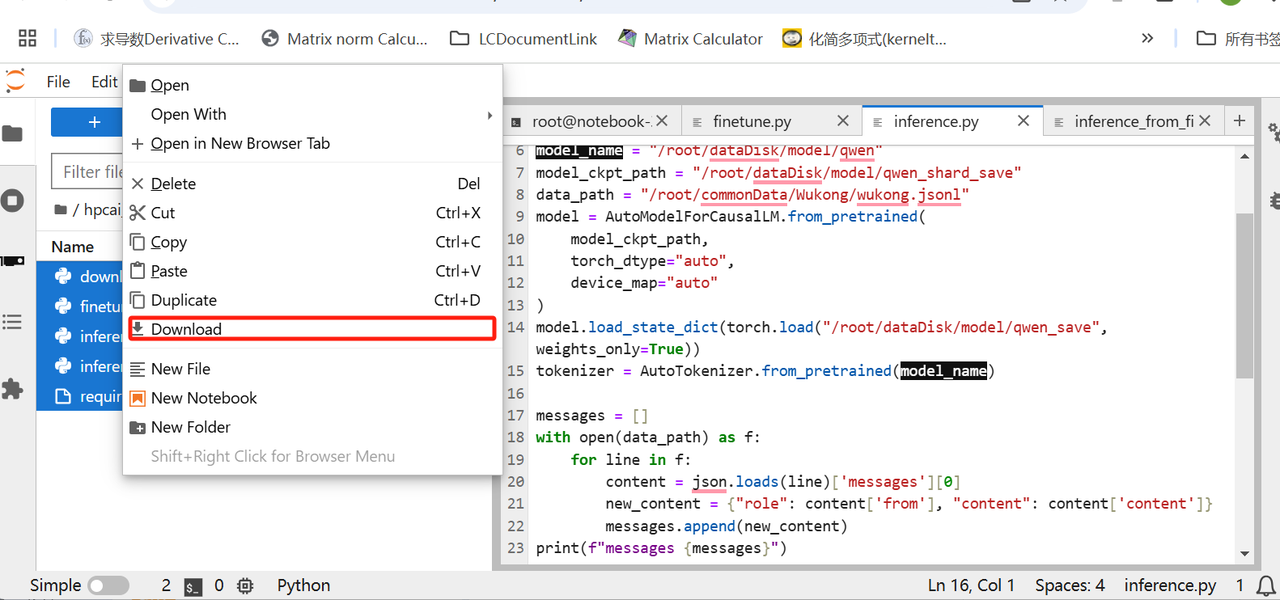 求导数Derivative C... Matrix norm Calcu... LCDocumentLink Matrix Calculator 化简多项式(kernelt... » 所有书签
File Edit
+
Filter file
/ hpcai
Name
downl
finetun
inferer
inferer
requir
Open
Open With
Open in New Browser Tab
Delete Del
Cut Ctrl+X
Copy Ctrl+C
Paste Ctrl+V
Duplicate Ctrl+D
Download
New File
New Notebook
New Folder
Shift+Right Click for Browser Menu
root@notebook-. finetune.py inference.py inference_from_fi +
6 model_name = "/root/dataDisk/model/qwen"
7 model_ckpt_path = "/root/dataDisk/model/qwen_shard_save"
8 data_path = "/root/commonData/Wukong/wukong.jsonl"
9 model = AutoModelForCausalLM.from_pretrained(
10     model_ckpt_path,
11     torch_dtype="auto",
12     device_map="auto"
13 )
14 model.load_state_dict(torch.load("/root/dataDisk/model/qwen_save",
weights_only=True))
15 tokenizer = AutoTokenizer.from_pretrained(model_name)
16
17 messages = []
18 with open(data_path) as f:
19     for line in f:
20         content = json.loads(line)['messages'][0]
21         new_content = {"role": content['from'], "content": content['content']}
22         messages.append(new_content)
23 print(f"messages {messages}")
Simple 2 0 Python Ln 16, Col 1 Spaces: 4 inference.py 1